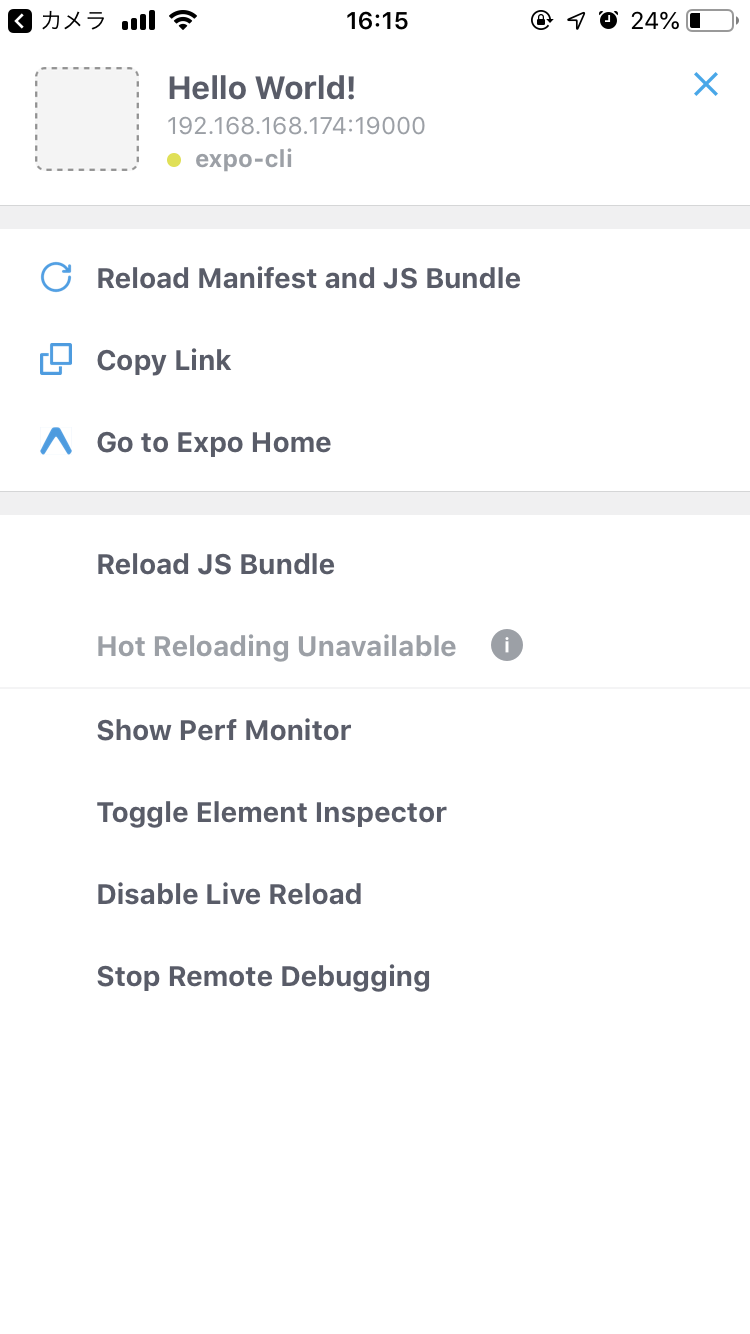 カメラ 16:15 24%
Hello World!
192.168.168.174:19000
expo-cli
Reload Manifest and JS Bundle
Copy Link
Go to Expo Home
Reload JS Bundle
Hot Reloading Unavailable i
Show Perf Monitor
Toggle Element Inspector
Disable Live Reload
Stop Remote Debugging